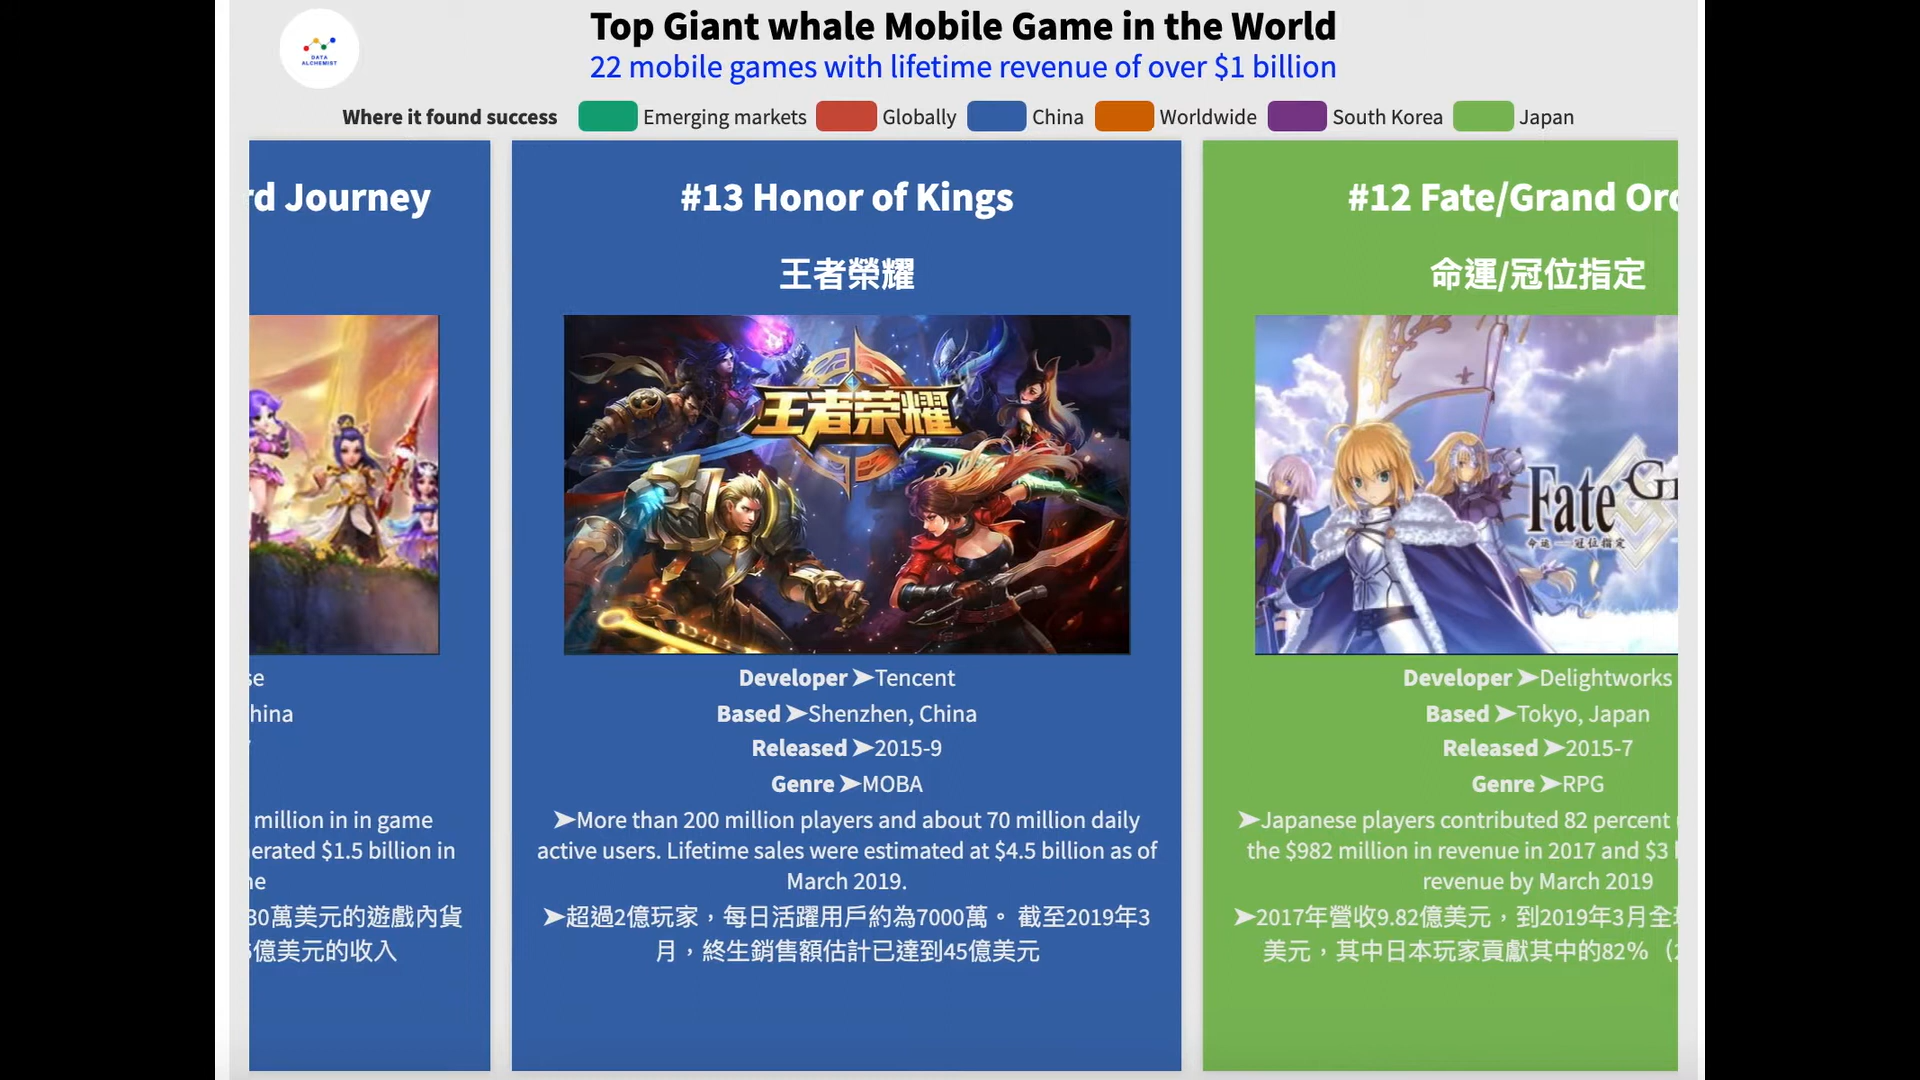 DATA
ALCHEMIST
Top Giant whale Mobile Game in the World
22 mobile games with lifetime revenue of over $1 billion
Where it found success Emerging markets Globally China Worldwide South Korea Japan
Journey
million in in game
$1.5 billion in
萬美元的遊戲內貨
億美元的收入
#13 Honor of Kings
王者榮耀
王者荣耀
Developer ➤Tencent
Based ➤Shenzhen, China
Released ➤2015-9
Genre ➤MOBA
➤More than 200 million players and about 70 million daily
active users. Lifetime sales were estimated at $4.5 billion as of
March 2019.
➤超過2億玩家，每日活躍用戶約為7000萬。 截至2019年3
月，終生銷售額估計已達到45億美元
#12 Fate/Grand
命運/冠位指定
Fate
命运 冠位指定
Developer ➤Delightworks
Based ➤Tokyo, Japan
Released ➤2015-7
Genre ➤RPG
➤Japanese players contributed 82 percent
the $982 million in revenue in 2017 and $3
revenue by March 2019
➤2017年營收9.82億美元，到2019年3月全
美元，其中日本玩家貢獻其中的82%（